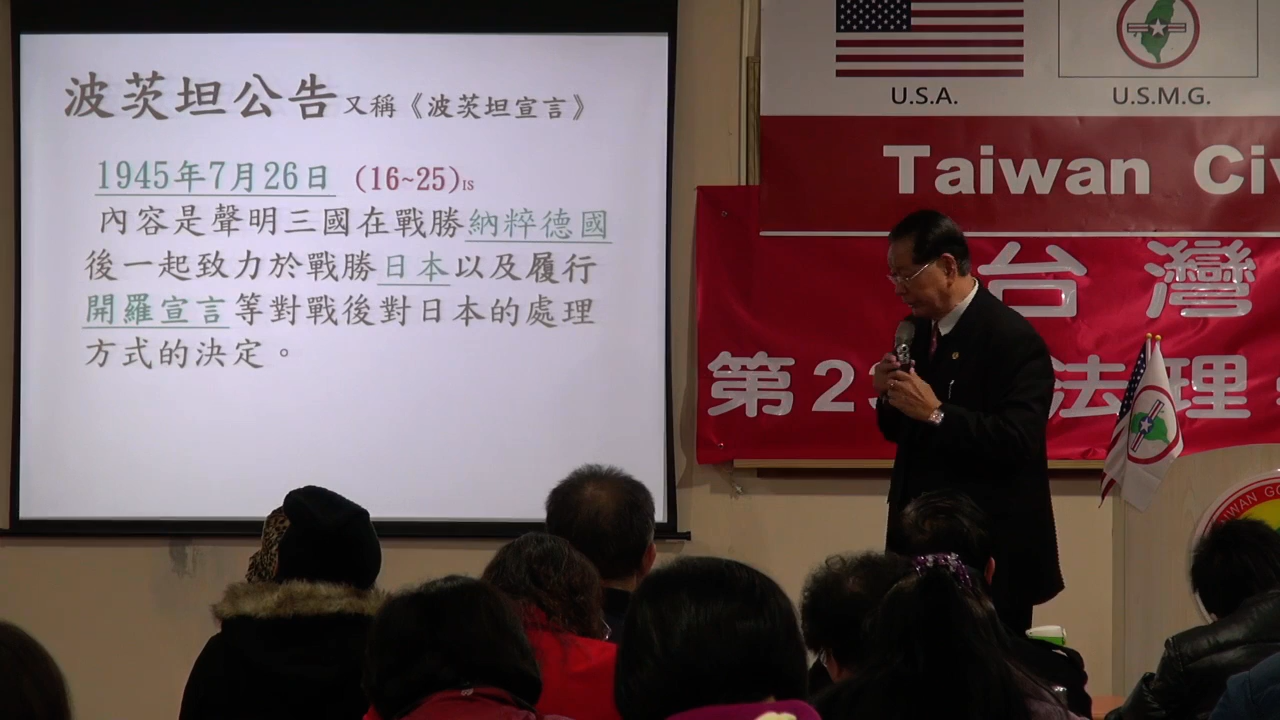 波茨坦公告又稱《波茨坦宣言》
1945年7月26日 (16~25)IS
內容是聲明三國在戰勝納粹德國
後一起致力於戰勝日本以及履行
開羅宣言等對戰後對日本的處理
方式的決定。
U.S.A.
U.S.M.G.
Taiwan Ci
台灣
第23
法理